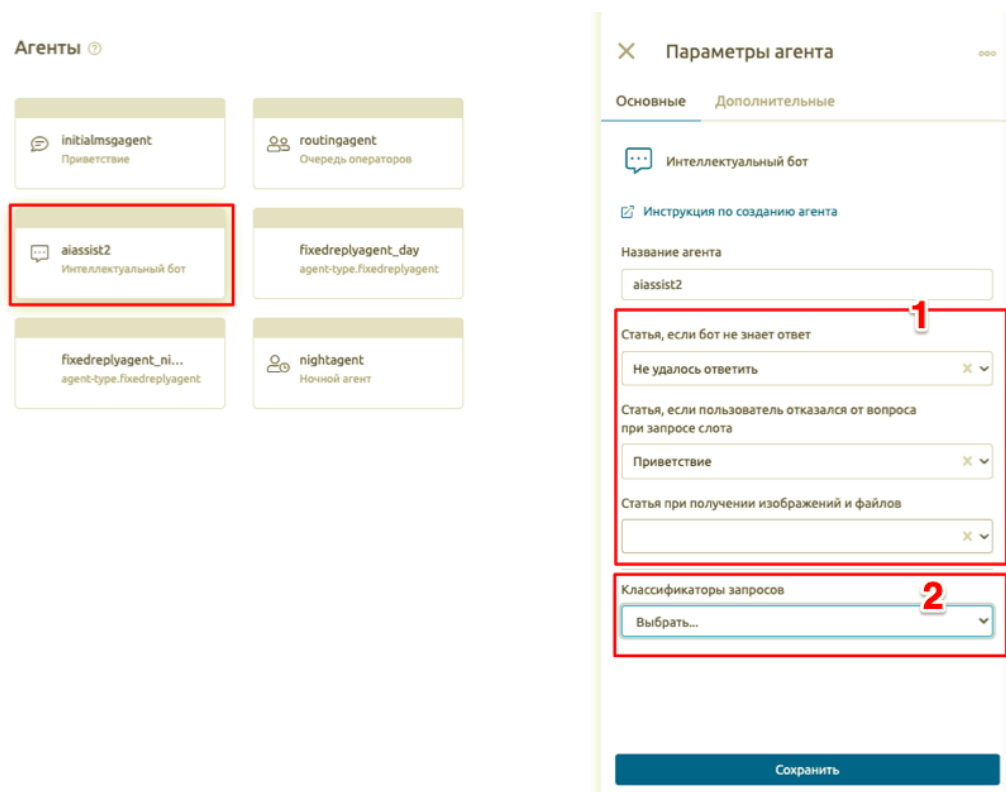 Агенты
initialmsgagent
Приветствие
routingagent
Очередь операторов
aiassist2
Интеллектуальный бот
fixedreplyagent_day
agent-type.fixedreplyagent
fixedreplyagent_ni...
agent-type.fixedreplyagent
nightagent
Ночной агент
Параметры агента
Основные Дополнительные
Интеллектуальный бот
Инструкция по созданию агента
Название агента
aiassist2
1
Статья, если бот не знает ответ
Не удалось ответить
Статья, если пользователь отказался от вопроса
при запросе слота
Приветствие
Статья при получении изображений и файлов
Классификаторы запросов
2
Выбрать...
Сохранить